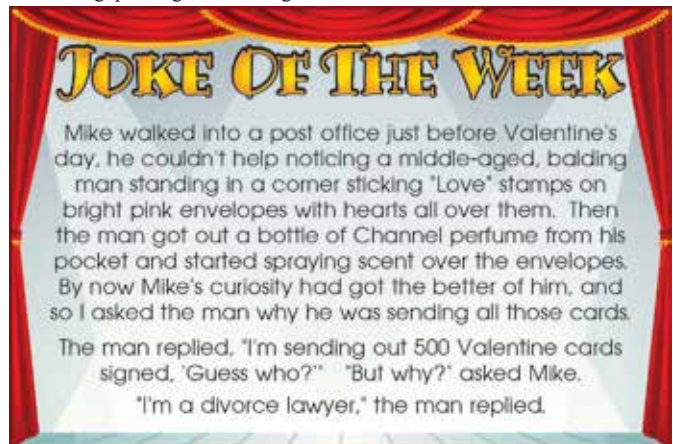 JOKE OF THE WEEK
Mike walked into a post office just before Valentine's
day, he couldn't help noticing a middle-aged, balding
man standing in a corner sticking "Love" stamps on
bright pink envelopes with hearts all over them.  Then
the man got out a bottle of Channel perfume from his
pocket and started spraying scent over the envelopes.
By now Mike's curiosity had got the better of him, and
so I asked the man why he was sending all those cards.
The man replied, "I'm sending out 500 Valentine cards
signed, 'Guess who?'"  "But why?" asked Mike.
"I'm a divorce lawyer," the man replied.